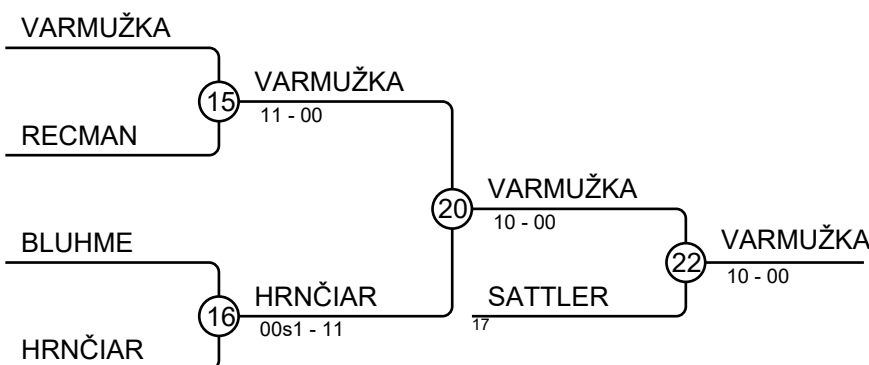 VARMUŽKA
15
VARMUŽKA
11 - 00
RECMAN
20
VARMUŽKA
10 - 00
BLUHME
22
VARMUŽKA
10 - 00
16
HRNČIAR
00s1 - 11
SATTLER
17
HRNČIAR